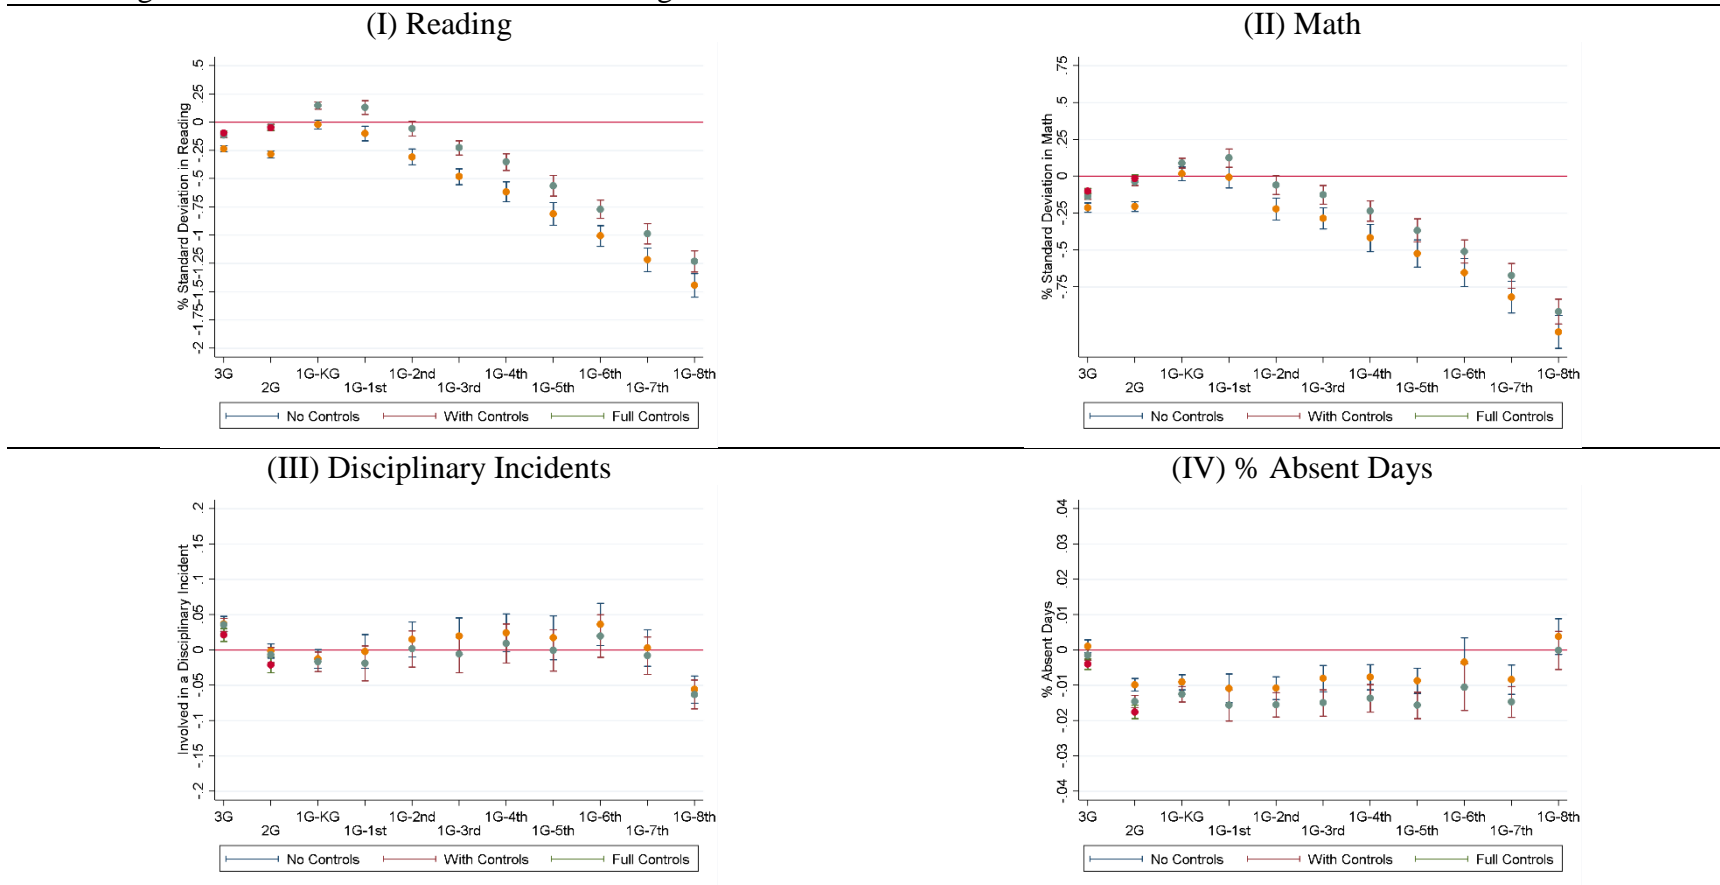 (I) Reading
% Standard Deviation in Reading
.5
.25
0
-.25
-.5
-.75
-1
-1.25
-1.5
-1.75
-2
3G 1G-KG 1G-2nd 1G-4th 1G-6th 1G-8th
2G 1G-1st 1G-3rd 1G-5th 1G-7th
No Controls With Controls Full Controls
(II) Math
% Standard Deviation in Math
.75
.5
.25
0
-.25
-.5
-.75
3G 1G-KG 1G-2nd 1G-4th 1G-6th 1G-8th
2G 1G-1st 1G-3rd 1G-5th 1G-7th
No Controls With Controls Full Controls
(III) Disciplinary Incidents
Involved in a Disciplinary Incident
.2
.15
.1
.05
0
-.05
-.1
-.15
-.2
3G 1G-KG 1G-2nd 1G-4th 1G-6th 1G-8th
2G 1G-1st 1G-3rd 1G-5th 1G-7th
No Controls With Controls Full Controls
(IV) % Absent Days
% Absent Days
.04
.03
.02
.01
0
-.01
-.02
-.03
-.04
3G 1G-KG 1G-2nd 1G-4th 1G-6th 1G-8th
2G 1G-1st 1G-3rd 1G-5th 1G-7th
No Controls With Controls Full Controls